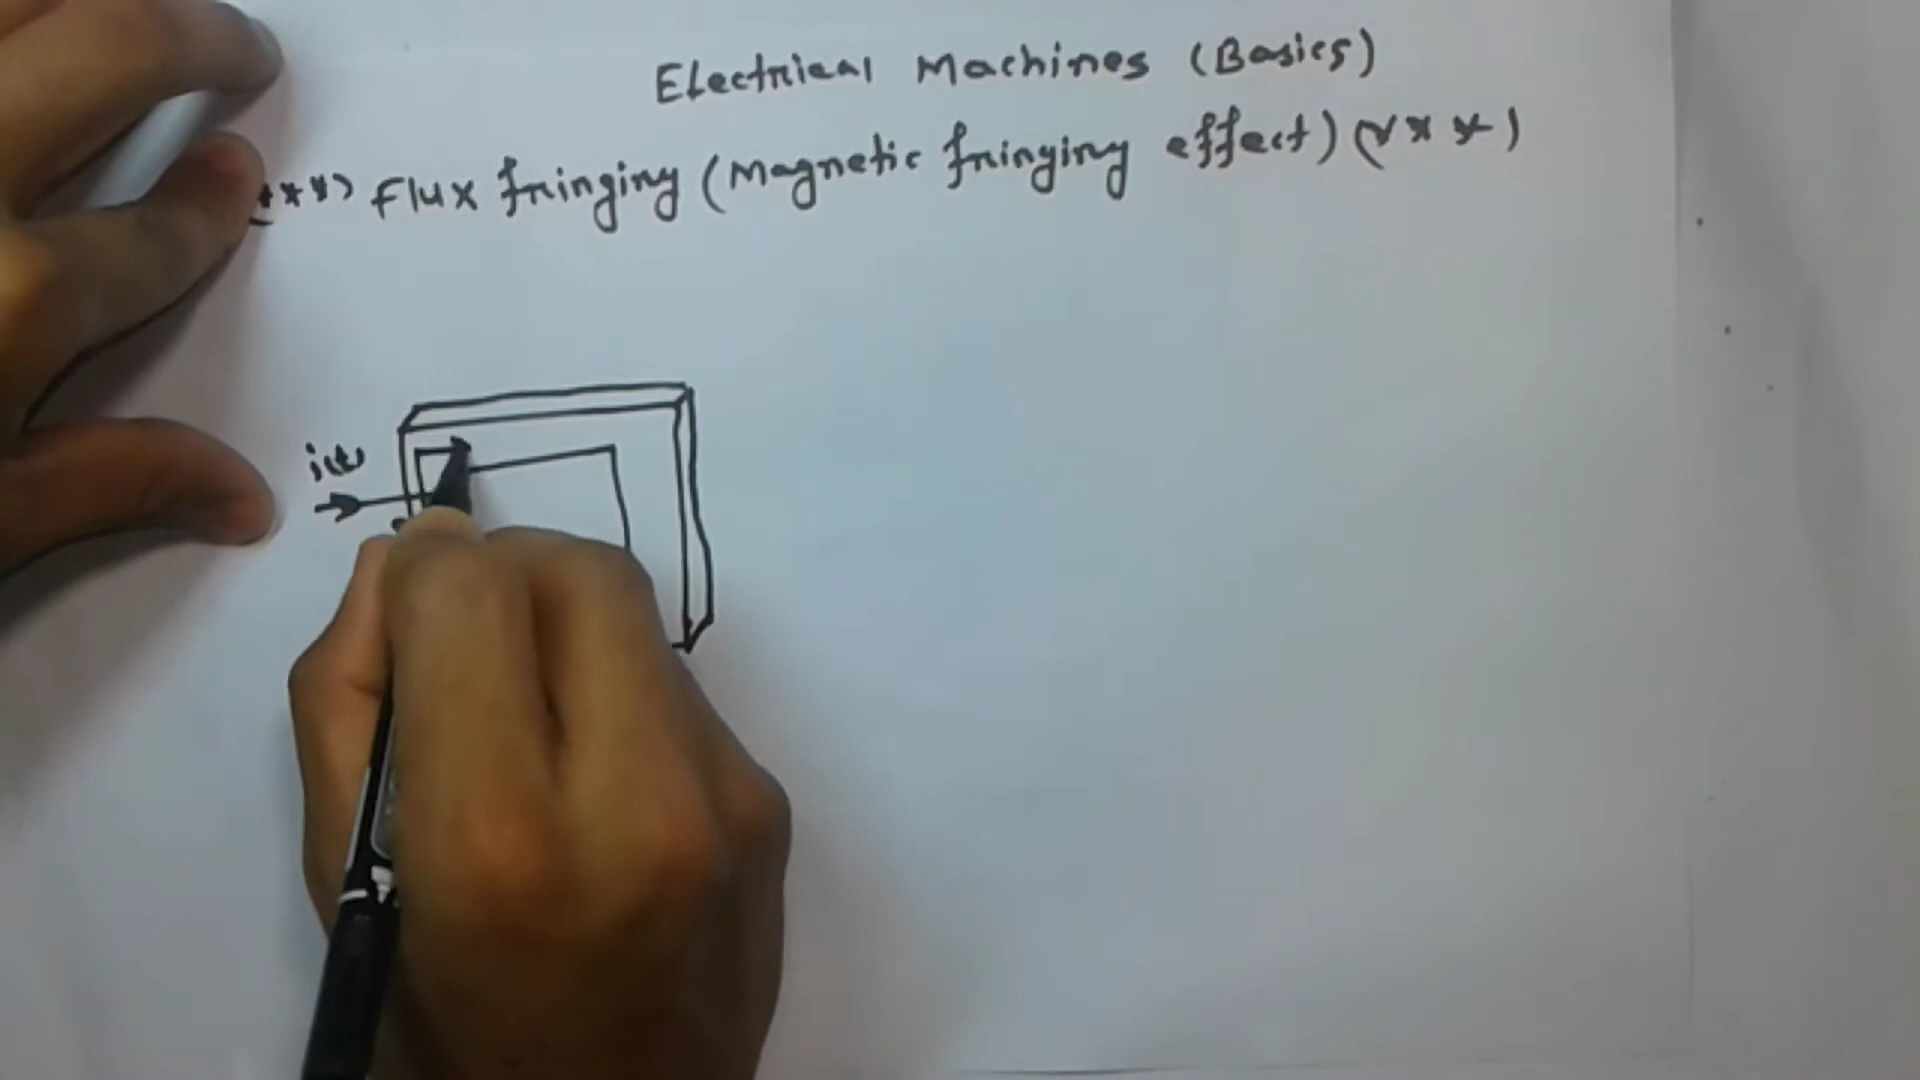 Electrical Machines (Basics)
(***) Flux fringing (Magnetic fringing effect) (***)
i(t)